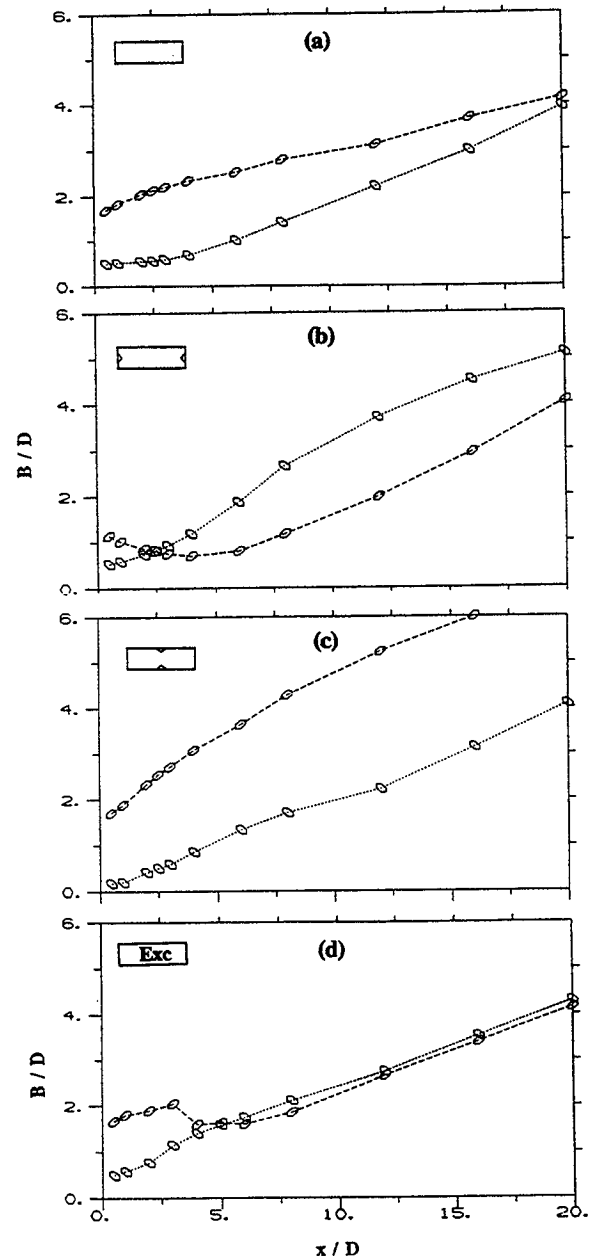 6.
(a)
4.
2.
0.
6.
(b)
4.
B / D
2.
0.
6.
(c)
4.
2.
0.
6.
Exc
(d)
4.
B / D
2.
0.
0. 5. 10. 15. 20.
x / D